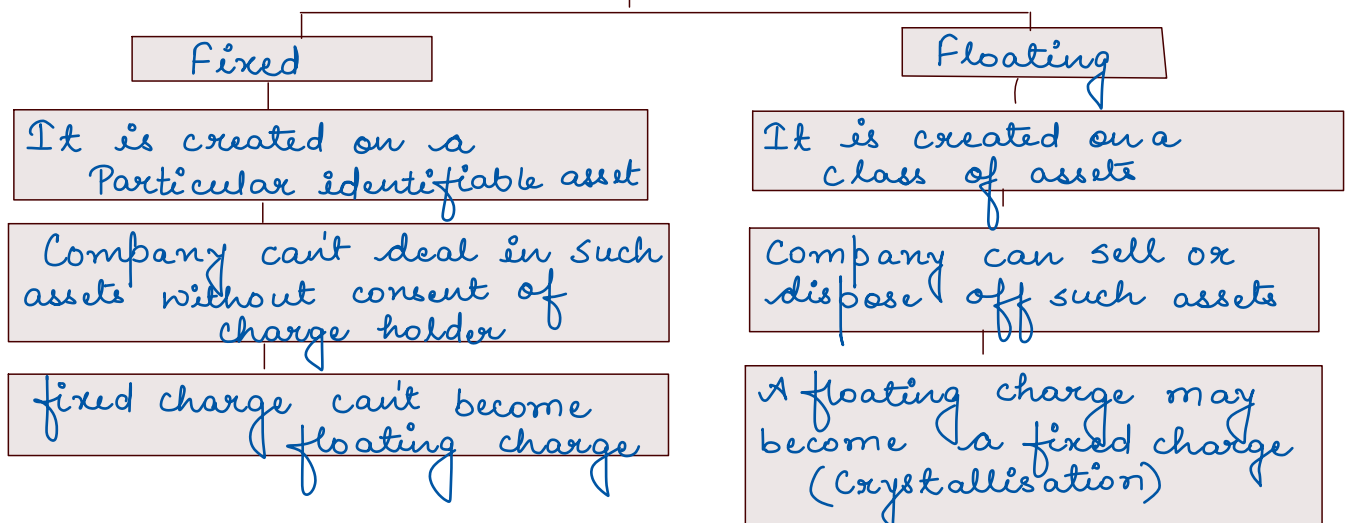 Fixed
It is created on a
Particular identifiable asset
Company can't deal in such
assets without consent of
charge holder
fixed charge can't become
floating charge
Floating
It is created on a
class of assets
Company can sell or
dispose off such assets
A floating charge may
become a fixed charge
(Crystallisation)